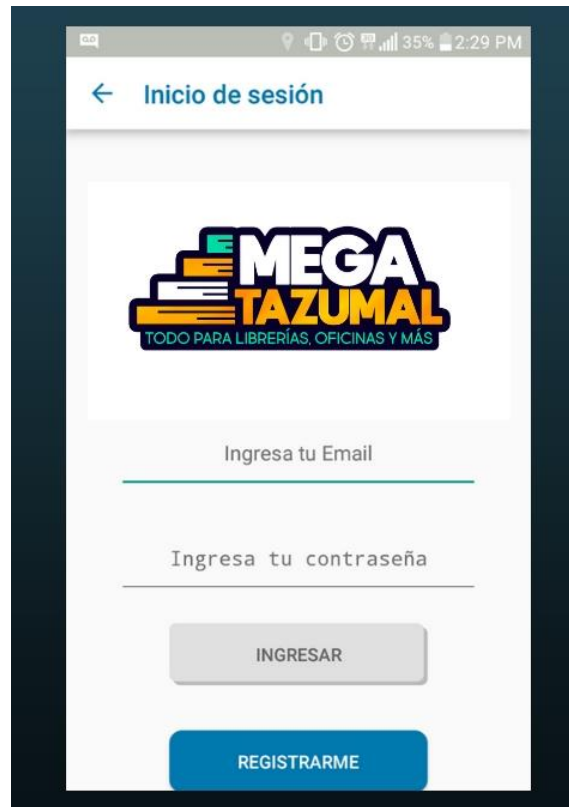 35% 2:29 PM
Inicio de sesión
MEGA
TAZUMAL
TODO PARA LIBRERÍAS, OFICINAS Y MÁS
Ingresa tu Email
Ingresa tu contraseña
INGRESAR
REGISTRARME